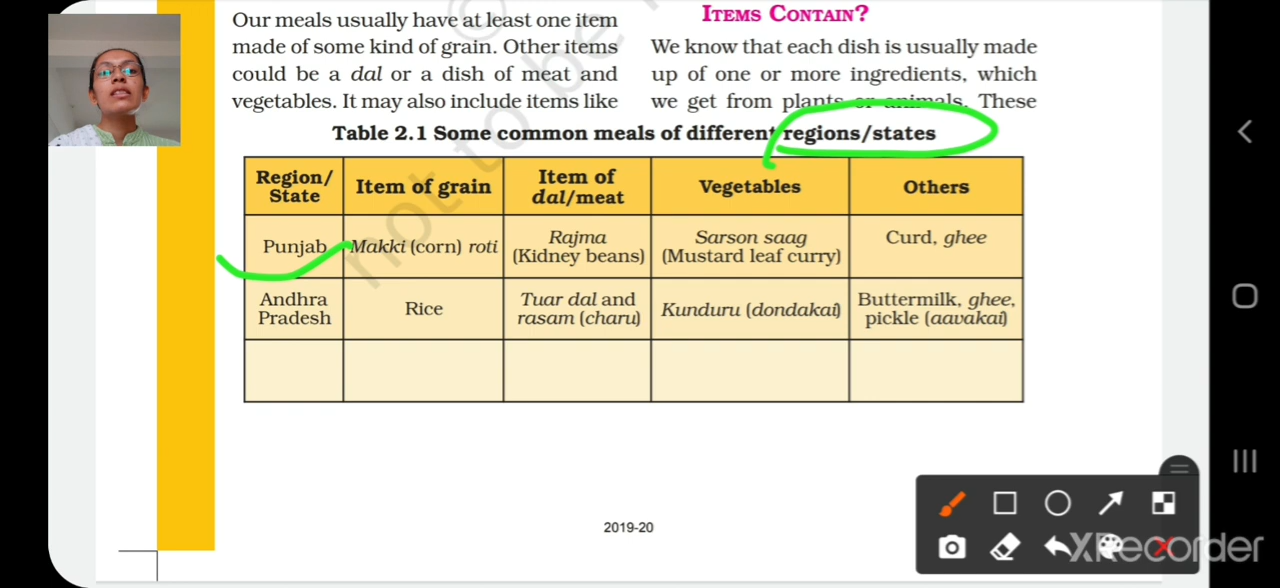 Our meals usually have at least one item
made of some kind of grain. Other items
could be a dal or a dish of meat and
vegetables. It may also include items like
ITEMS CONTAIN?
We know that each dish is usually made
up of one or more ingredients, which
we get from plants or animals. These
Table 2.1 Some common meals of different regions/states
Region/
State
Item of grain
Item of
dal/meat
Vegetables
Others
Punjab
Makki (corn) roti
Rajma
(Kidney beans)
Sarson saag
(Mustard leaf curry)
Curd, ghee
Andhra
Pradesh
Rice
Tuar dal and
rasam (charu)
Kunduru (dondakai)
Buttermilk, ghee,
pickle (aavakai)
not to be
©
2019-20
XRecorder